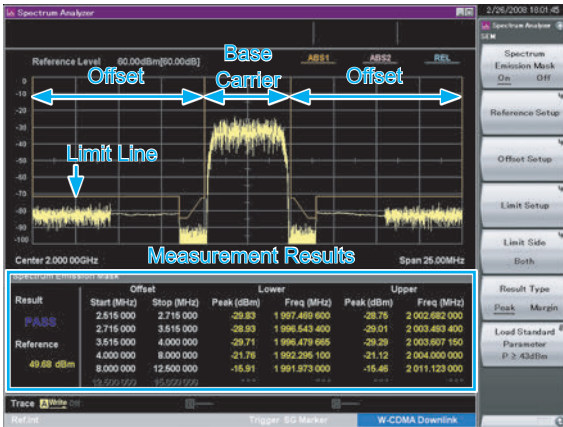 Spectrum Analyzer
2/26/2008 18:01:45
Spectrum Analyzer
SEM
Reference Level 60.00dBm[60.00dB]
ABS1 ABS2 REL
Offset Base Carrier Offset
0
-10
-20
-30
-40
-50
-60
-70
-80
-90
-100
Limit Line
Center 2.000 00GHz
Span 25.00MHz
Measurement Results
Spectrum Emission Mask
Offset Lower Upper
Result Start (MHz) Stop (MHz) Peak (dBm) Freq (MHz) Peak (dBm) Freq (MHz)
PASS
Reference
49.68 dBm
2.515 000 2.715 000 -29.83 1 997.469 600 -28.75 2 002.682 000
2.715 000 3.515 000 -28.93 1 996.543 400 -29.01 2 003.493 400
3.515 000 4.000 000 -29.71 1 996.479 665 -29.29 2 003.607 150
4.000 000 8.000 000 -21.76 1 992.295 100 -21.12 2 004.000 000
8.000 000 12.500 000 -15.91 1 991.973 000 -15.46 2 011.123 000
12.500 000 15.000 000 *** *** *** ***
Trace A Write
Ref.Int
Trigger SG Marker
W-CDMA Downlink
Spectrum
Emission Mask
On Off
Reference Setup
Offset Setup
Limit Setup
Limit Side
Both
Result Type
Peak Margin
Load Standard
Parameter
P ≥ 43dBm